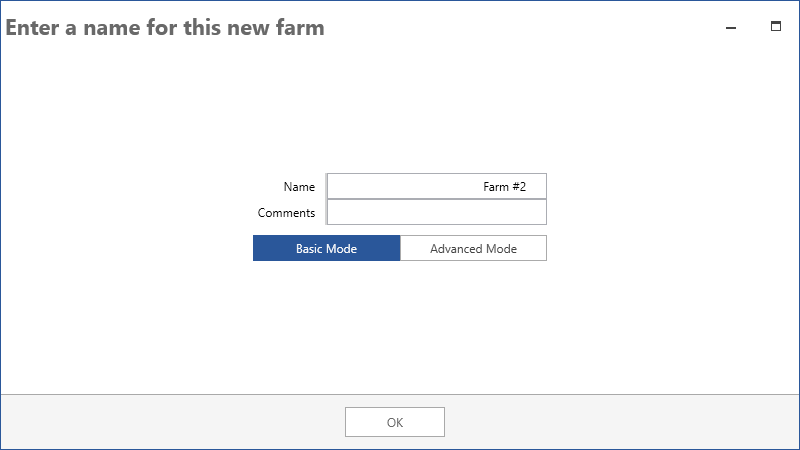 Enter a name for this new farm
Name Farm #2
Comments
Basic Mode Advanced Mode
OK